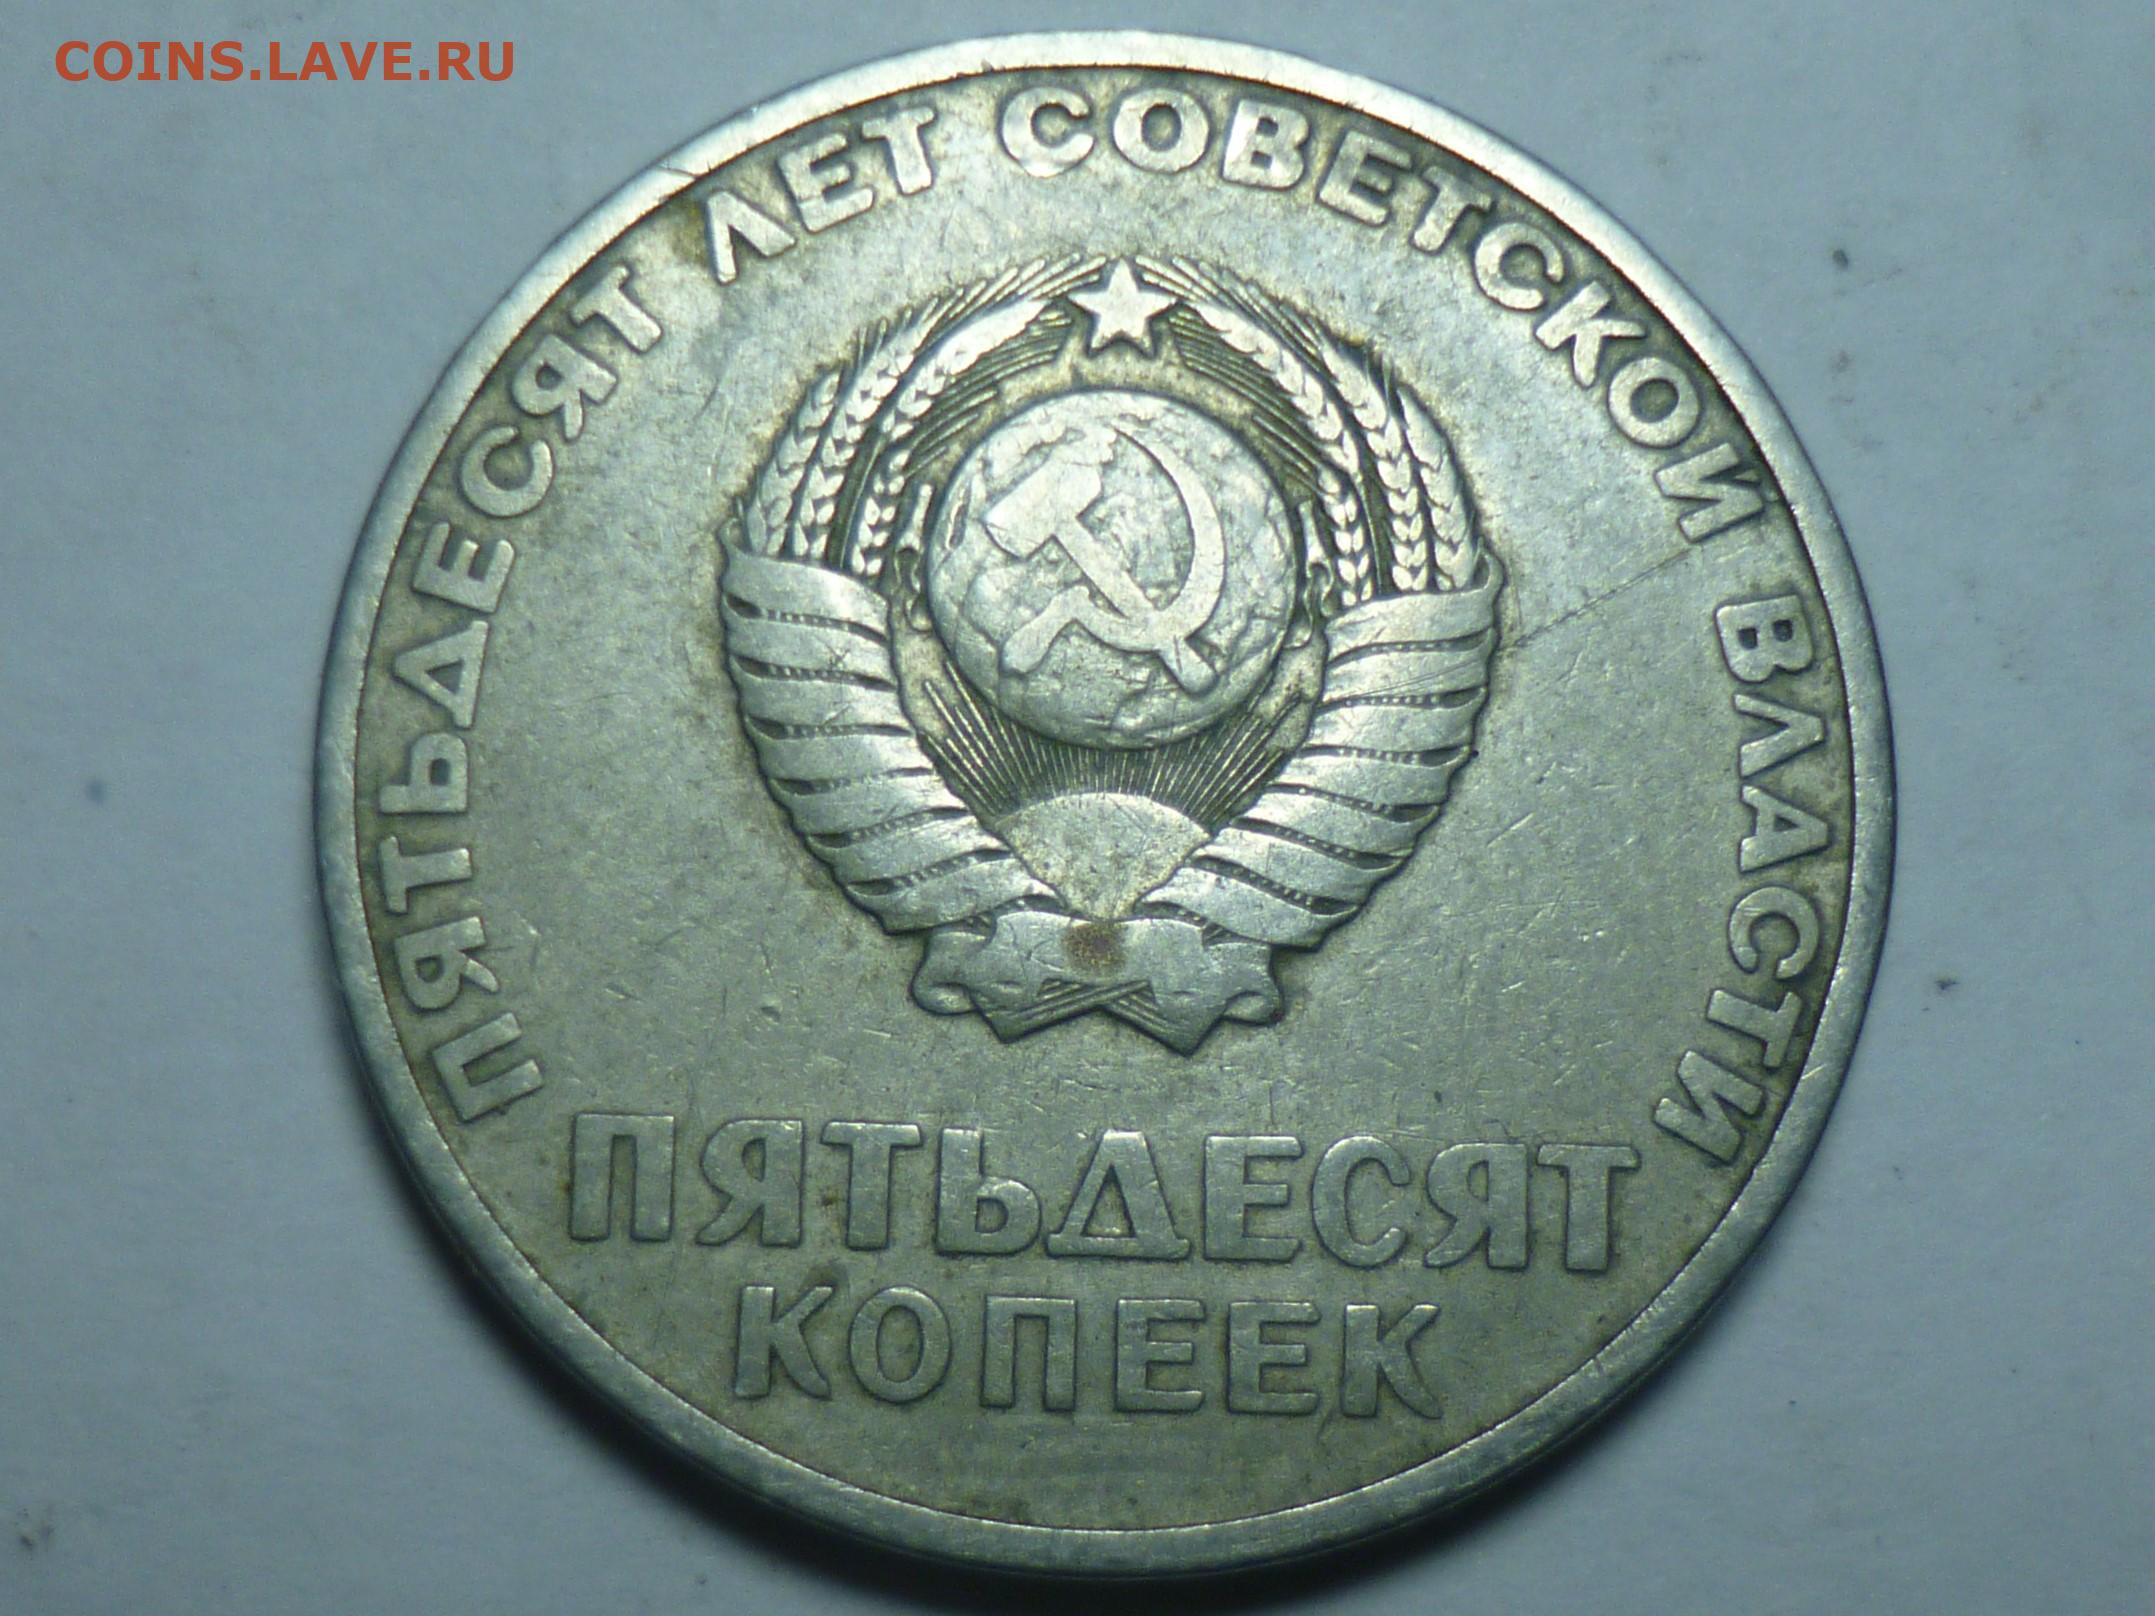 COINS.LAVE.RU
ПЯТЬДЕСЯТ ЛЕТ СОВЕТСКОЙ ВЛАСТИ
ПЯТЬДЕСЯТ
КОПЕЕК